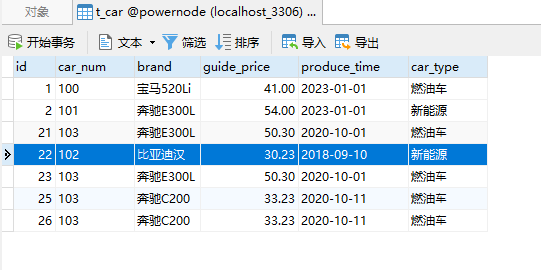 对象 t_car @powernode (localhost_3306) ...
开始事务 文本 筛选 排序 导入 导出
id car_num brand guide_price produce_time car_type
1 100 宝马520Li 41.00 2023-01-01 燃油车
2 101 奔驰E300L 54.00 2023-01-01 新能源
21 103 奔驰E300L 50.30 2020-10-01 燃油车
22 102 比亚迪汉 30.23 2018-09-10 新能源
23 103 奔驰E300L 50.30 2020-10-01 燃油车
25 103 奔驰C200 33.23 2020-10-11 燃油车
26 103 奔驰C200 33.23 2020-10-11 燃油车